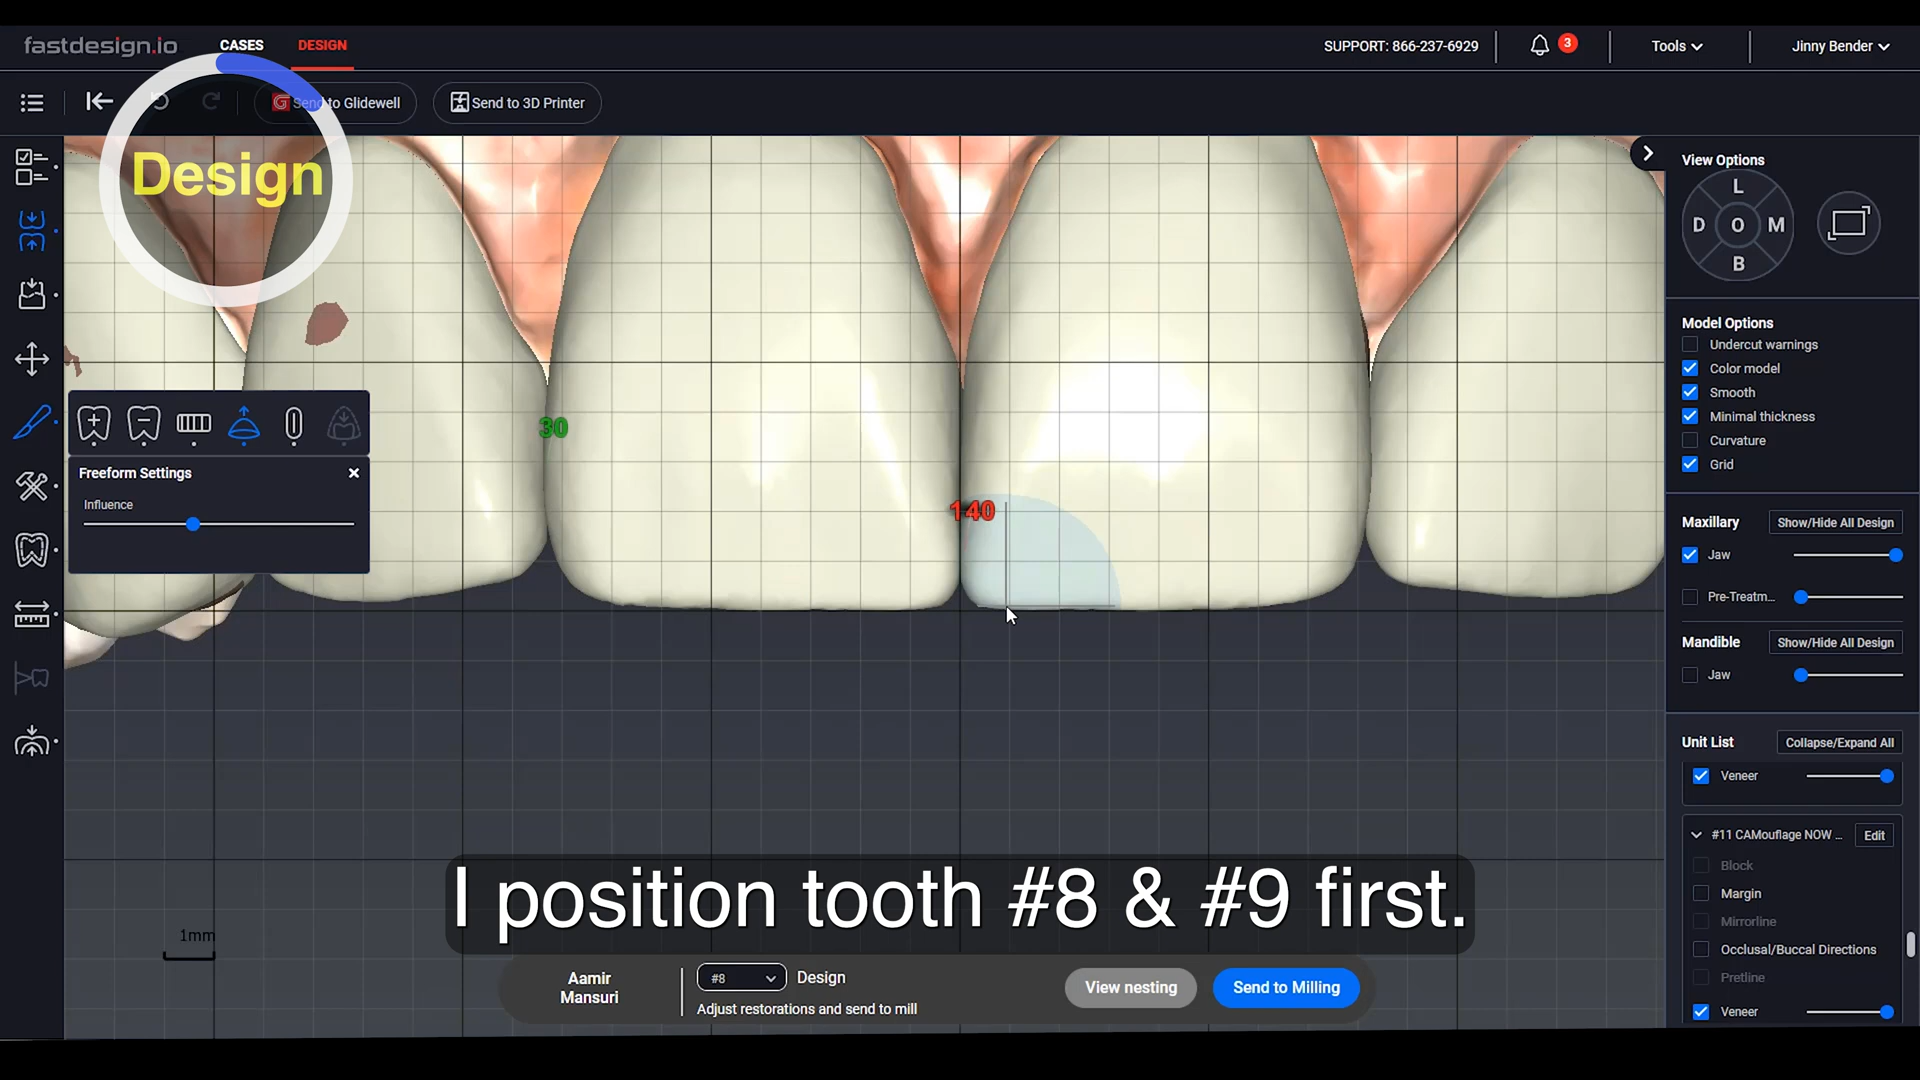 fastdesign.io
CASES
DESIGN
SUPPORT: 866-237-6929
3
Tools
Jinny Bender
G Send to Glidewell
Send to 3D Printer
Design
View Options
L
D O M
B
Model Options
Undercut warnings
Color model
Smooth
Minimal thickness
Curvature
Grid
30
140
Freeform Settings
Influence
Maxillary
Show/Hide All Design
Jaw
Pre-Treatm...
Mandible
Show/Hide All Design
Jaw
Unit List
Collapse/Expand All
Veneer
#11 CAMouflage NOW ...
Edit
Block
Margin
Mirrorline
Occlusal/Buccal Directions
Pretline
Veneer
I position tooth #8 & #9 first.
1mm
Aamir
Mansuri
#8
Design
Adjust restorations and send to mill
View nesting
Send to Milling